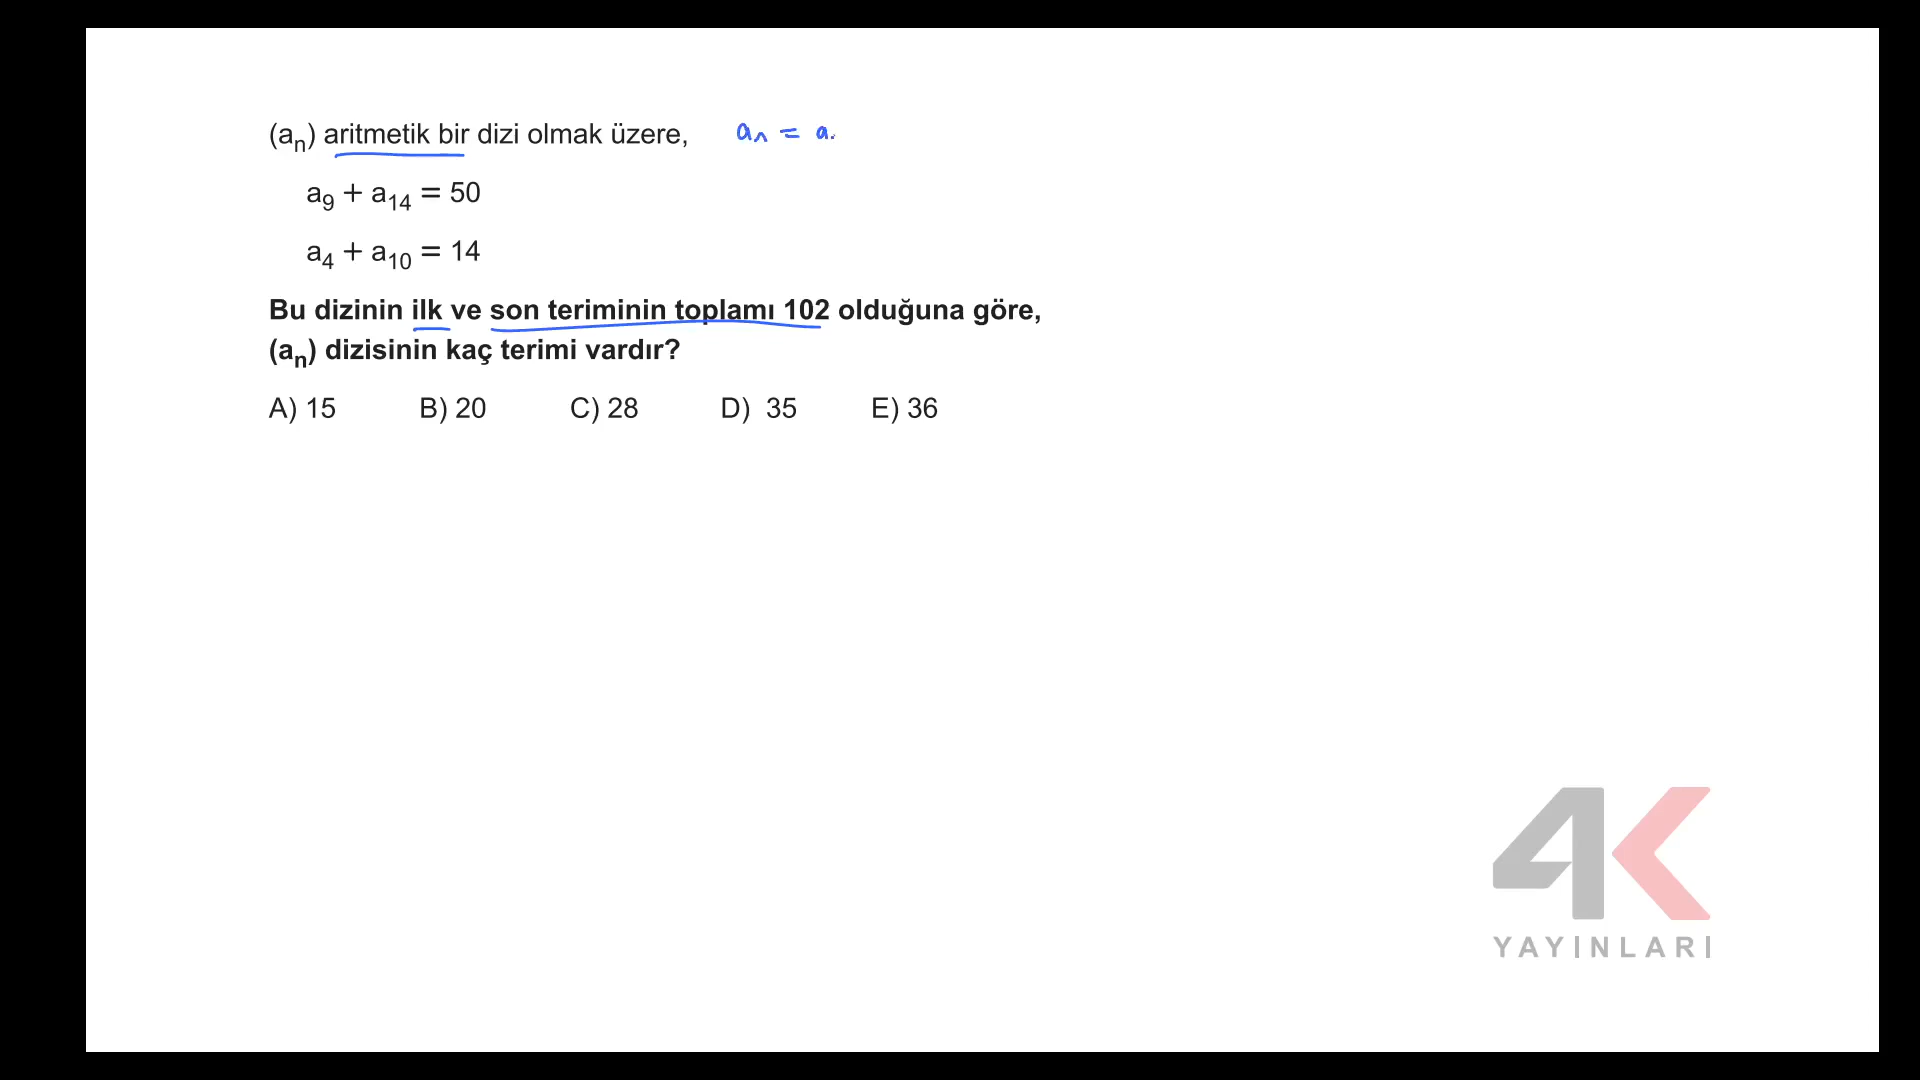 (aₙ) aritmetik bir dizi olmak üzere, aₙ = a.
a₉ + a₁₄ = 50
a₄ + a₁₀ = 14
Bu dizinin ilk ve son teriminin toplamı 102 olduğuna göre,
(aₙ) dizisinin kaç terimi vardır?
A) 15 B) 20 C) 28 D) 35 E) 36
4K
YAYINLARI